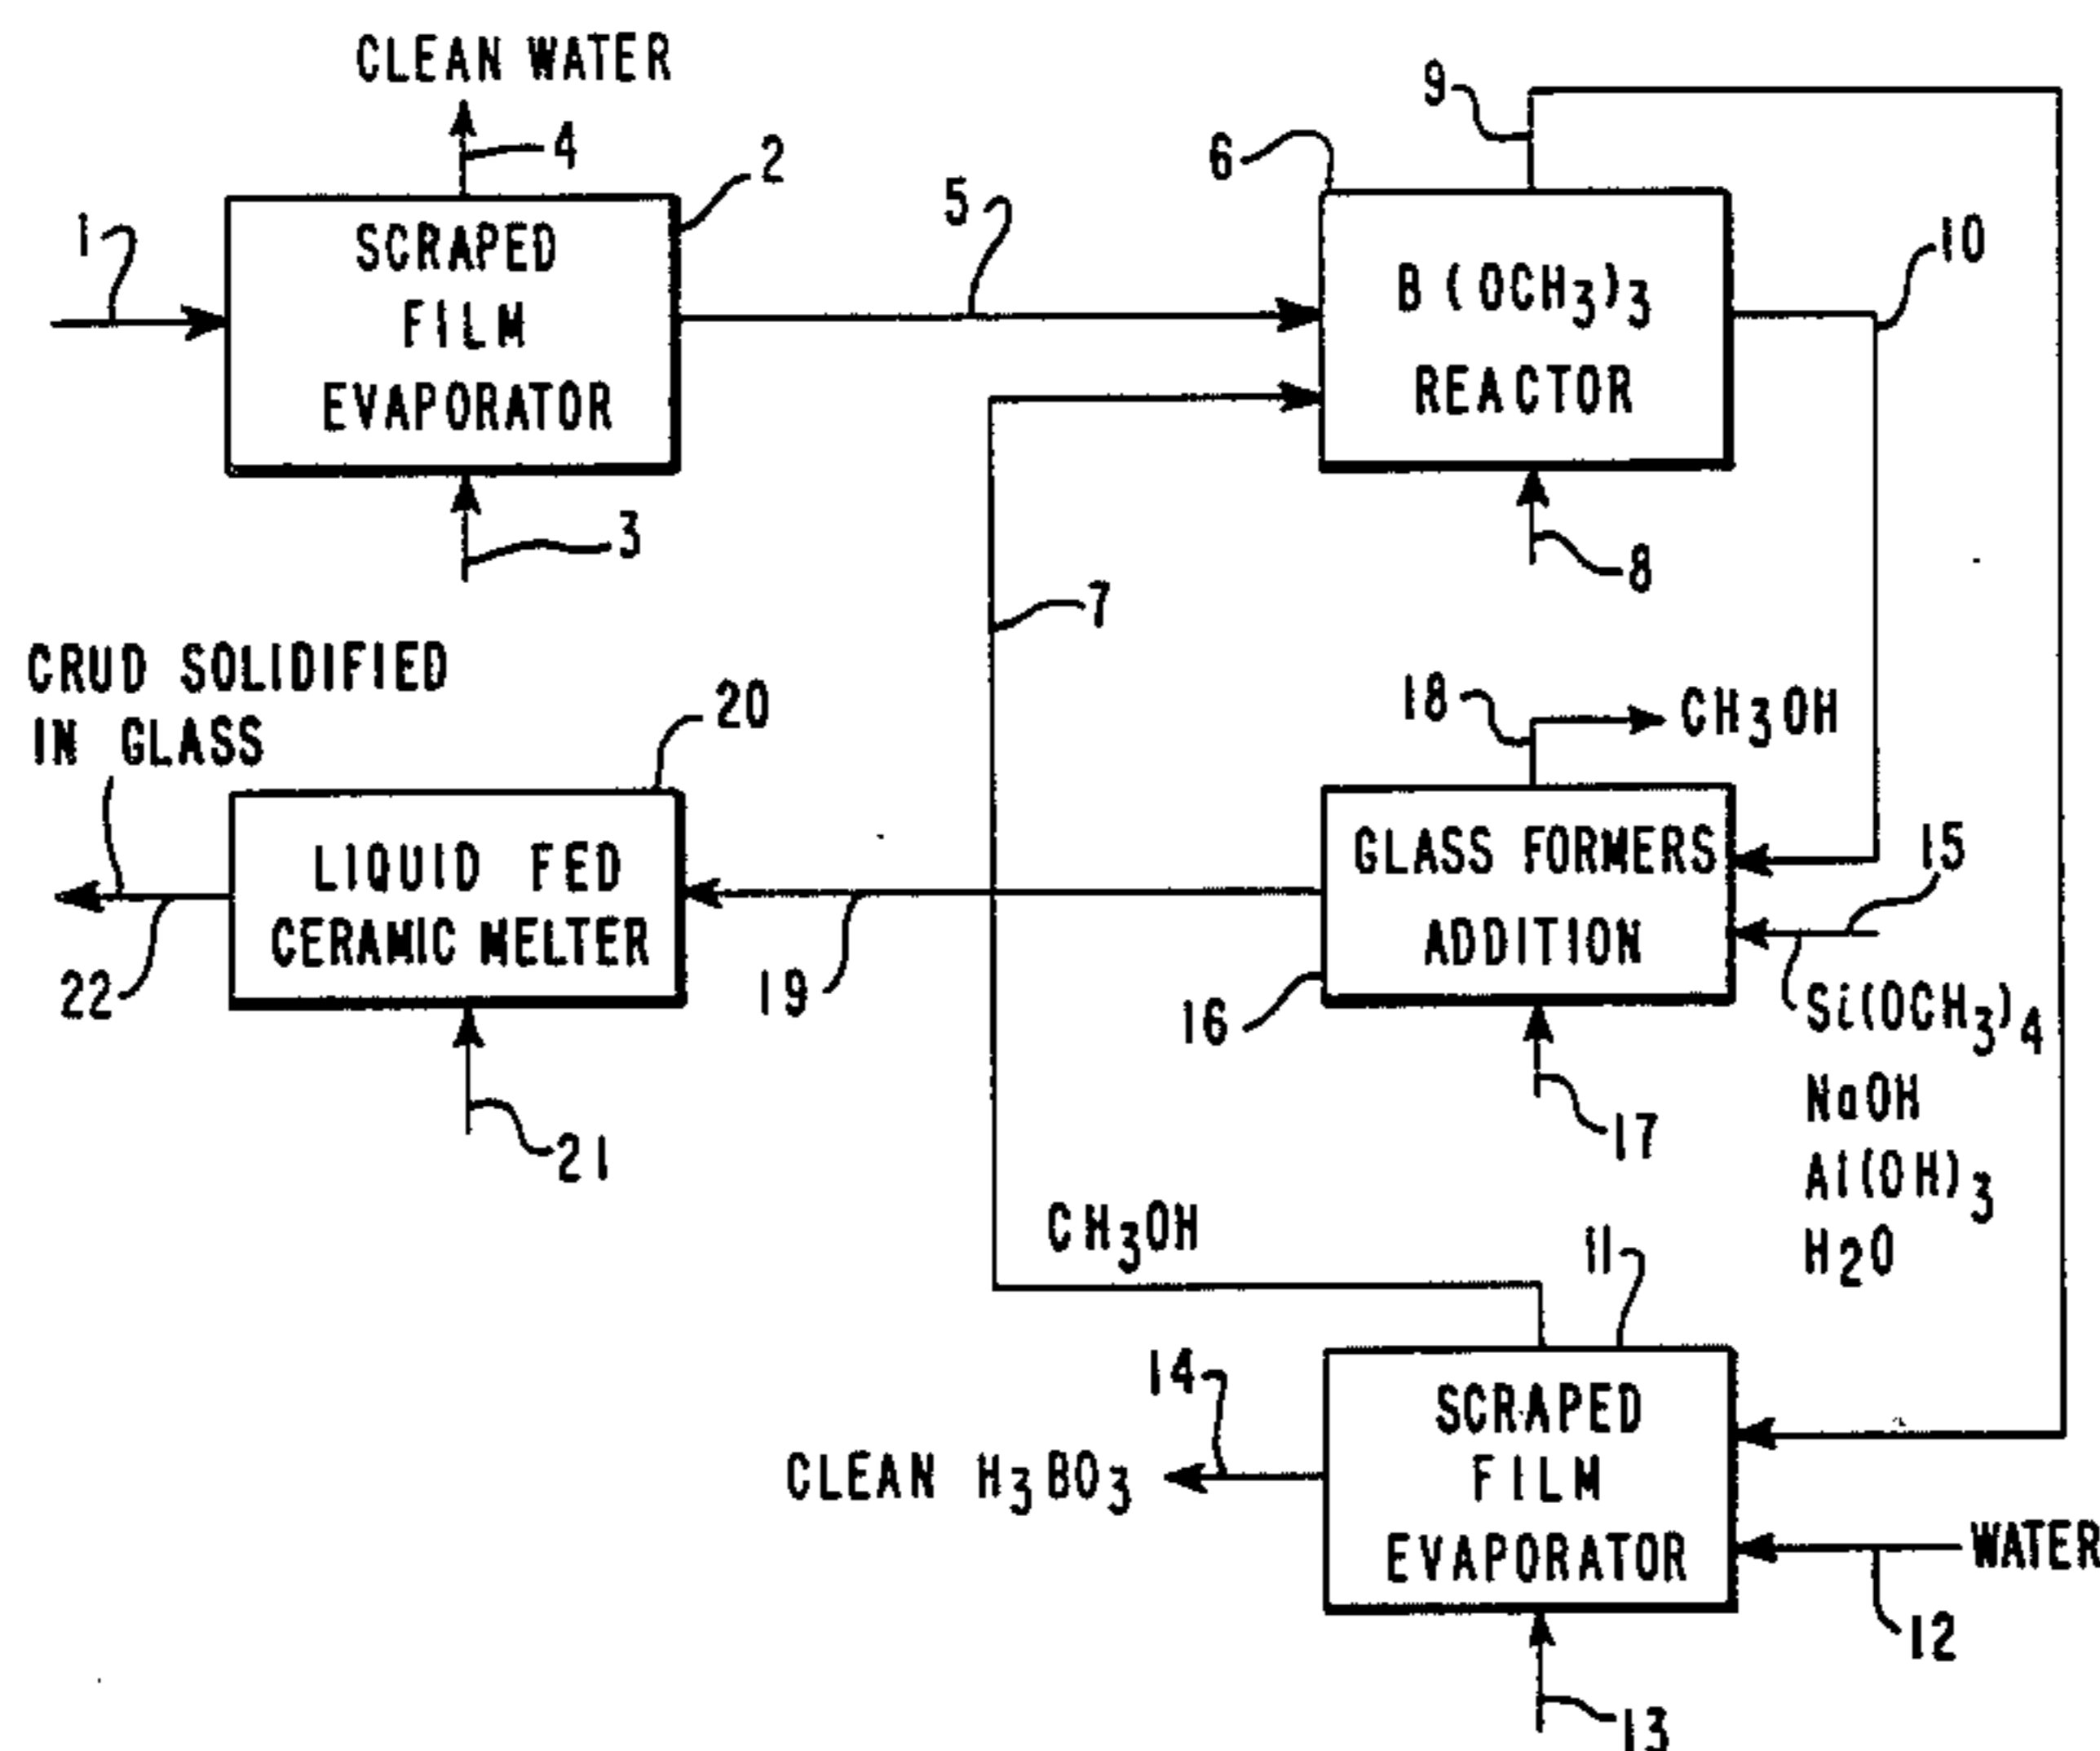 CLEAN WATER
4
2
1
SCRAPED
FILM
EVAPORATOR
3
5
9
6
B(OCH3)3
REACTOR
10
8
7
CRUD SOLIDIFIED
IN GLASS
20
LIQUID FED
CERAMIC MELTER
22
21
19
18
CH3OH
GLASS FORMERS
ADDITION
16
17
15
Si(OCH3)4
NaOH
Al(OH)3
H2O
CH3OH
11
14
CLEAN H3BO3
SCRAPED
FILM
EVAPORATOR
WATER
12
13